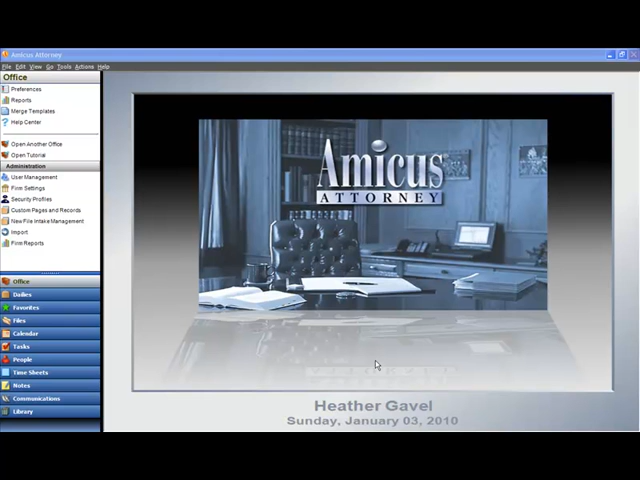 Amicus Attorney
File Edit View Go Tools Actions Help
Office
Preferences
Reports
Merge Templates
Help Center
Open Another Office
Open Tutorial
Administration
User Management
Firm Settings
Security Profiles
Custom Pages and Records
New File Intake Management
Import
Firm Reports
Office
Dailies
Favorites
Files
Calendar
Tasks
People
Time Sheets
Notes
Communications
Library
Amicus
ATTORNEY
Heather Gavel
Sunday, January 03, 2010